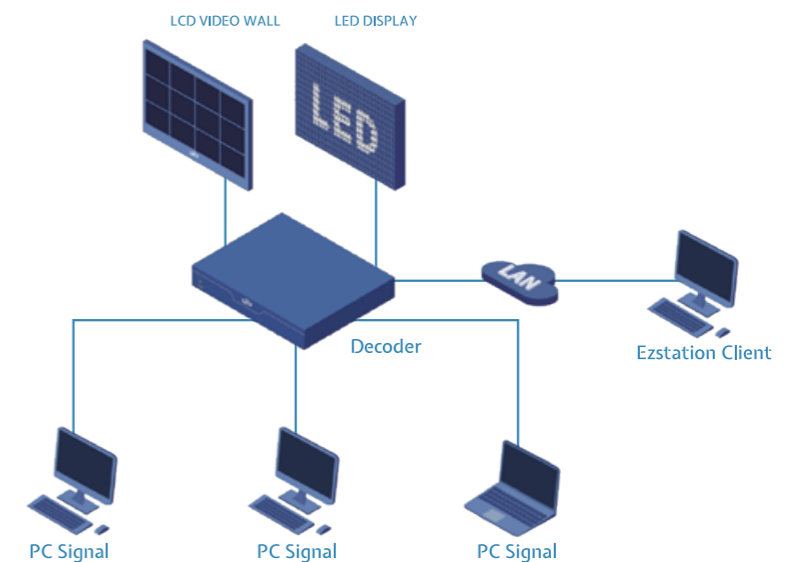 LCD VIDEO WALL
LED DISPLAY
LED
LAN
Decoder
Ezstation Client
PC Signal
PC Signal
PC Signal